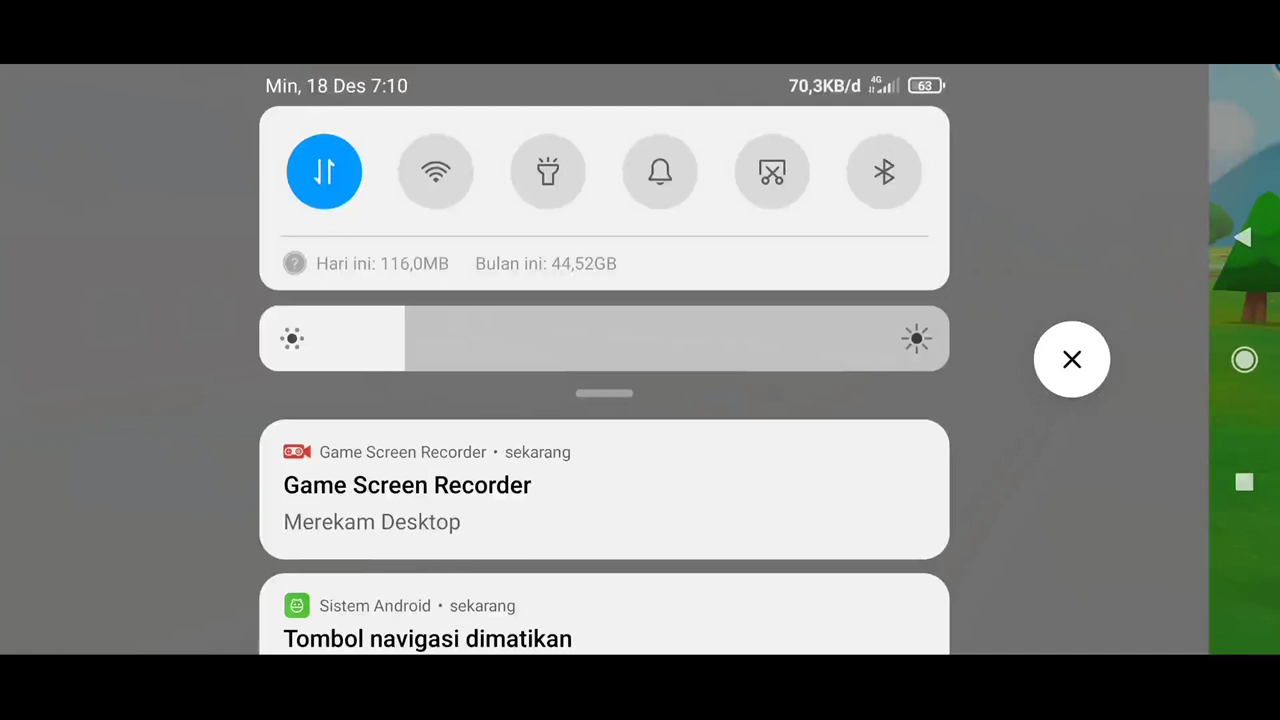 Min, 18 Des 7:10
70,3KB/d 4G 63
Hari ini: 116,0MB Bulan ini: 44,52GB
Game Screen Recorder • sekarang
Game Screen Recorder
Merekam Desktop
Sistem Android • sekarang
Tombol navigasi dimatikan